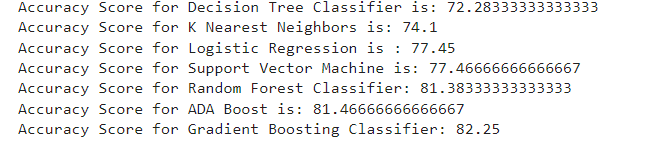 Accuracy Score for Decision Tree Classifier is: 72.28333333333333
Accuracy Score for K Nearest Neighbors is: 74.1
Accuracy Score for Logistic Regression is : 77.45
Accuracy Score for Support Vector Machine is: 77.46666666666667
Accuracy Score for Random Forest Classifier: 81.38333333333333
Accuracy Score for ADA Boost is: 81.46666666666667
Accuracy Score for Gradient Boosting Classifier: 82.25